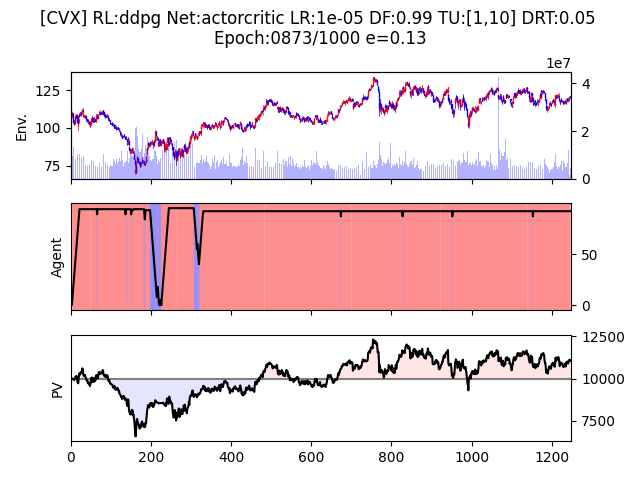 [CVX] RL:ddpg Net:actorcritic LR:1e-05 DF:0.99 TU:[1,10] DRT:0.05
Epoch:0873/1000 e=0.13
1e7
125
100
75
Env.
4
2
0
Agent
50
0
PV
12500
10000
7500
0 200 400 600 800 1000 1200